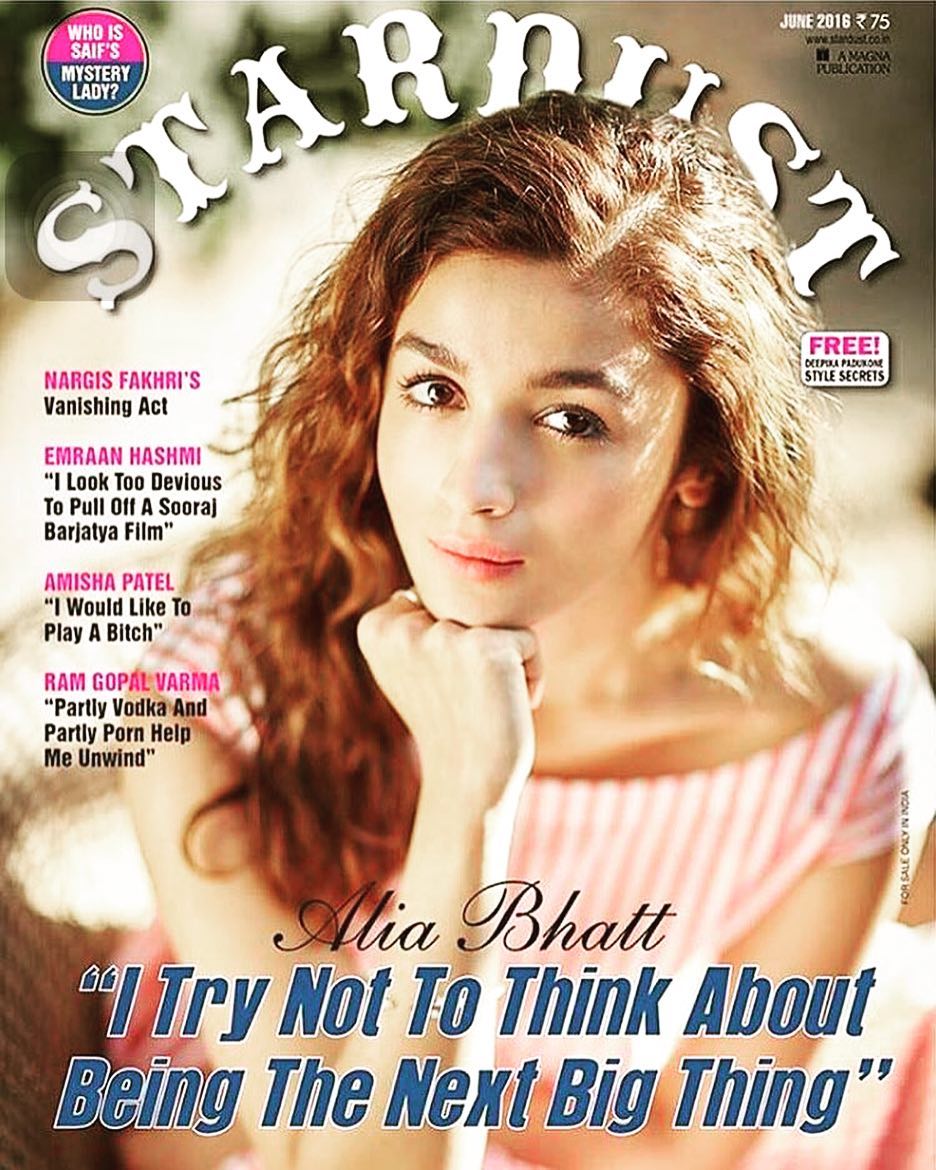 WHO IS
SAIF'S
MYSTERY
LADY?
STARDUST
JUNE 2016 ₹ 75
www.stardust.co.in
A MAGNA
PUBLICATION
FREE!
DEEPIKA PADUKONE
STYLE SECRETS
NARGIS FAKHRI'S
Vanishing Act
EMRAAN HASHMI
“I Look Too Devious
To Pull Off A Sooraj
Barjatya Film”
AMISHA PATEL
“I Would Like To
Play A Bitch”
RAM GOPAL VARMA
“Partly Vodka And
Partly Porn Help
Me Unwind”
FOR SALE ONLY IN INDIA
Alia Bhatt
“I Try Not To Think About
Being The Next Big Thing”